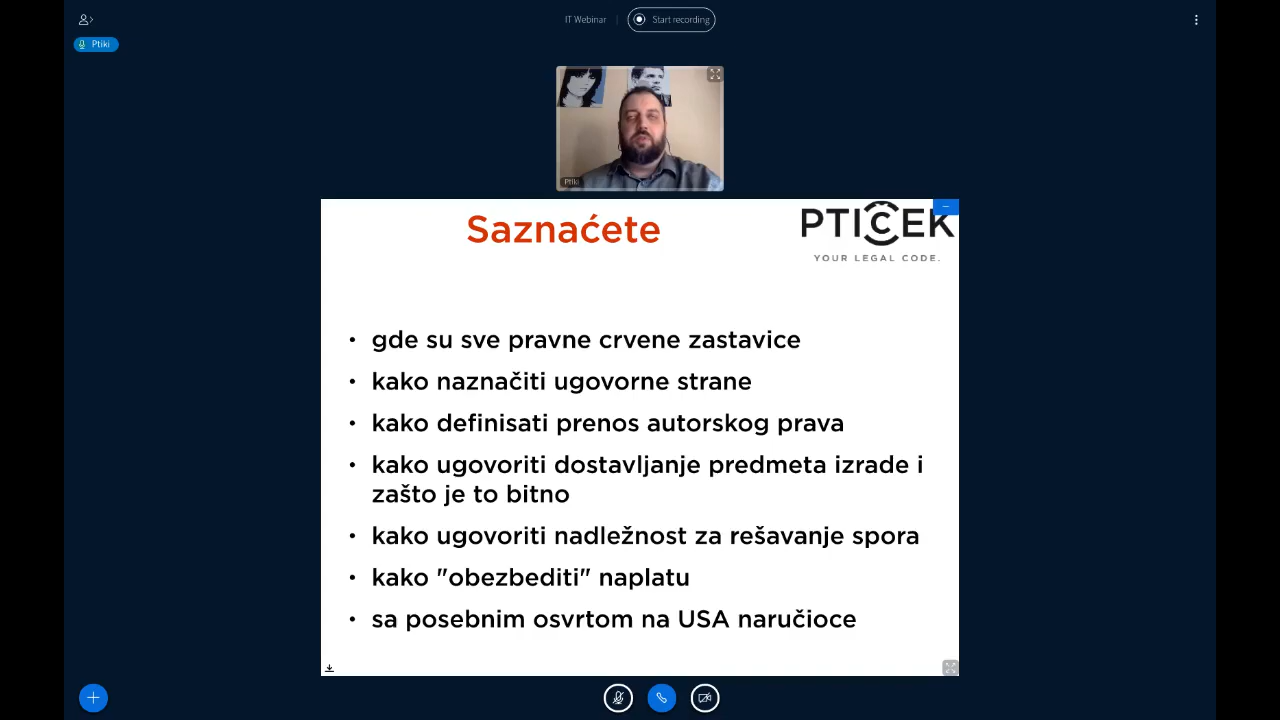 IT Webinar
Start recording
Ptiki
Ptiki
Saznaćete
PTIČEK
YOUR LEGAL CODE.
• gde su sve pravne crvene zastavice
• kako naznačiti ugovorne strane
• kako definisati prenos autorskog prava
• kako ugovoriti dostavljanje predmeta izrade i
zašto je to bitno
• kako ugovoriti nadležnost za rešavanje spora
• kako "obezbediti" naplatu
• sa posebnim osvrtom na USA naručioce